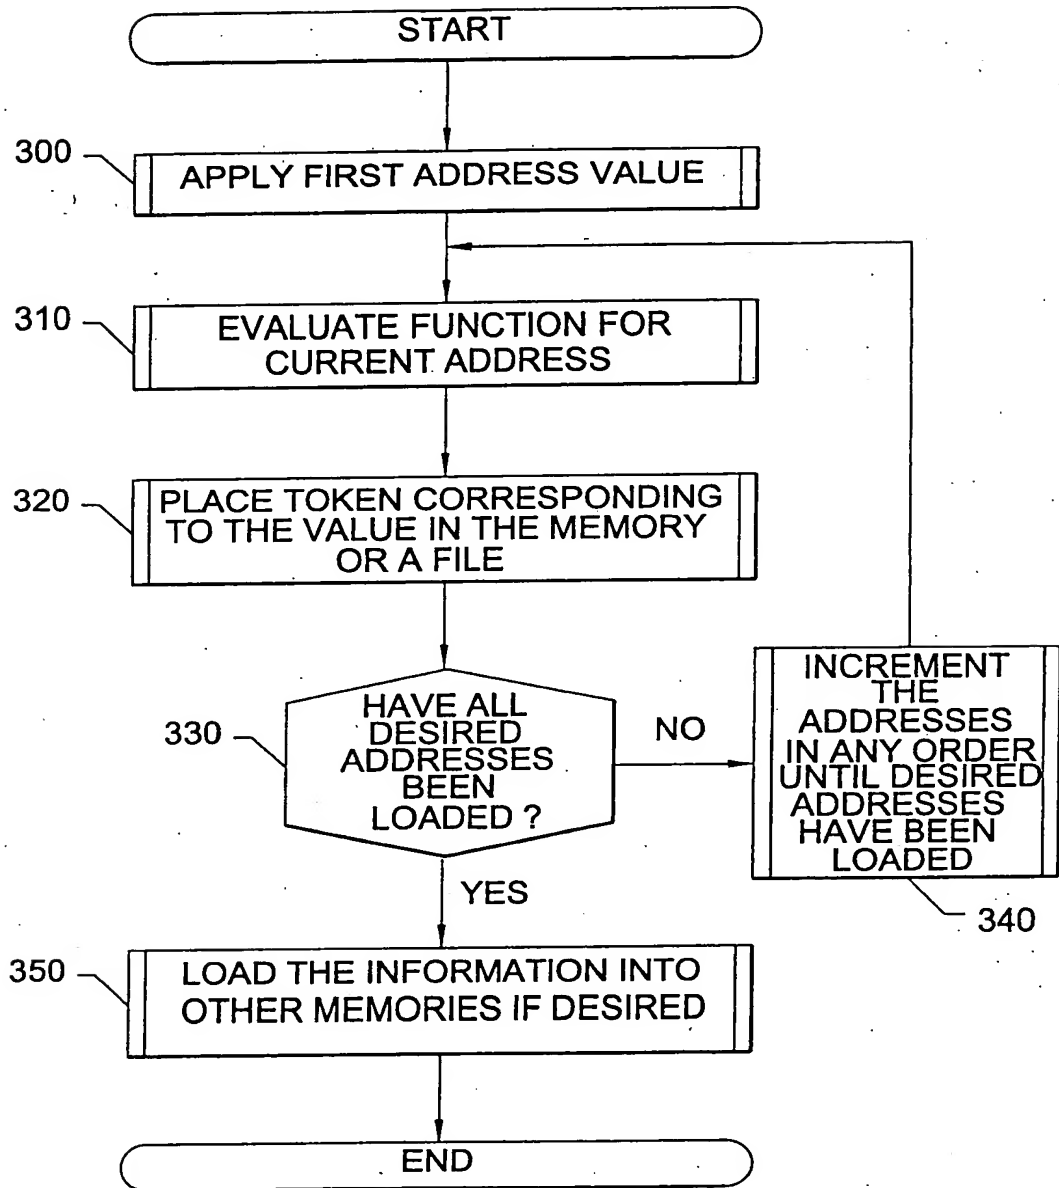 START
300
APPLY FIRST ADDRESS VALUE
310
EVALUATE FUNCTION FOR
CURRENT ADDRESS
320
PLACE TOKEN CORRESPONDING
TO THE VALUE IN THE MEMORY
OR A FILE
330
HAVE ALL
DESIRED
ADDRESSES
BEEN
LOADED ?
NO
INCREMENT
THE
ADDRESSES
IN ANY ORDER
UNTIL DESIRED
ADDRESSES
HAVE BEEN
LOADED
340
YES
350
LOAD THE INFORMATION INTO
OTHER MEMORIES IF DESIRED
END